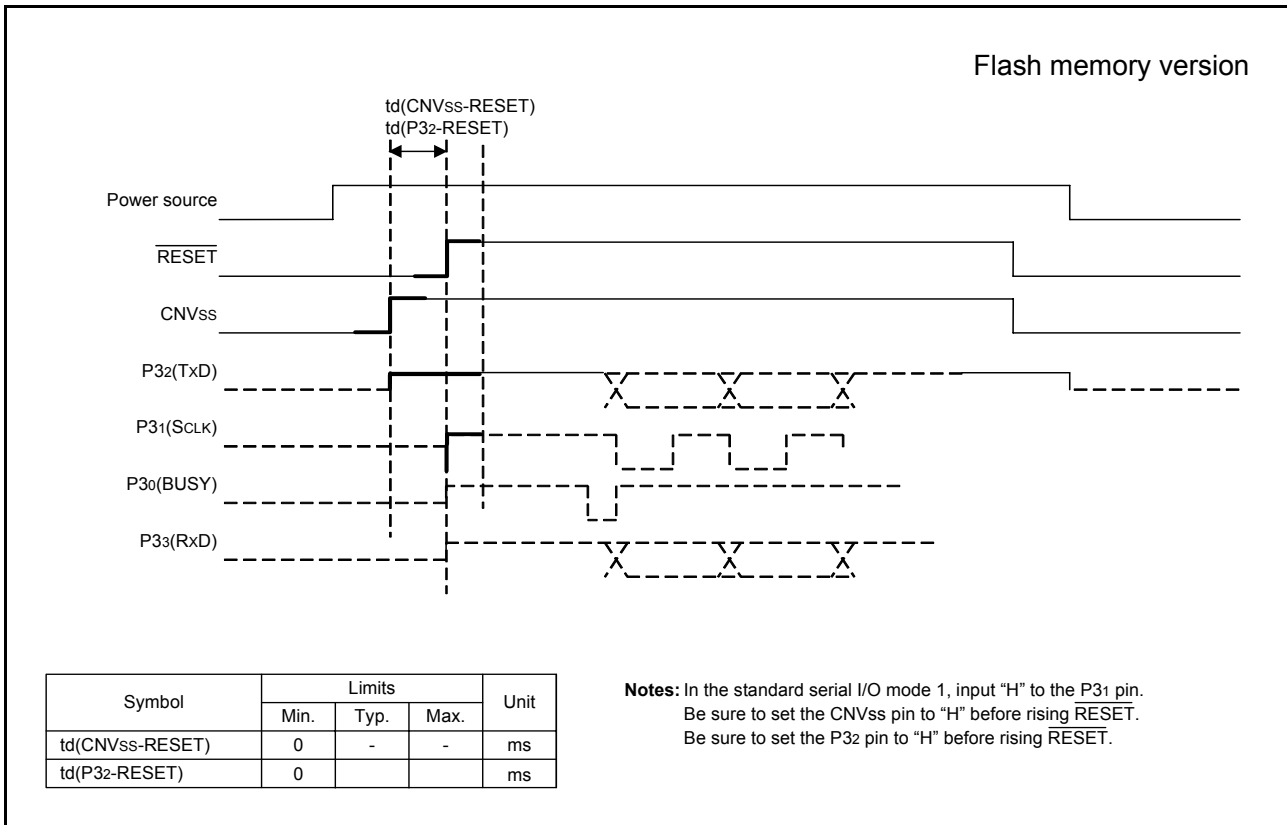 Flash memory version
td(CNVss-RESET)
td(P32-RESET)
Power source
RESET
CNVss
P32(TxD)
P31(SCLK)
P30(BUSY)
P33(RxD)
Symbol Limits Unit
Min. Typ. Max.
td(CNVss-RESET) 0 - - ms
td(P32-RESET) 0 ms
Notes: In the standard serial I/O mode 1, input “H” to the P31 pin.
Be sure to set the CNVss pin to “H” before rising RESET.
Be sure to set the P32 pin to “H” before rising RESET.